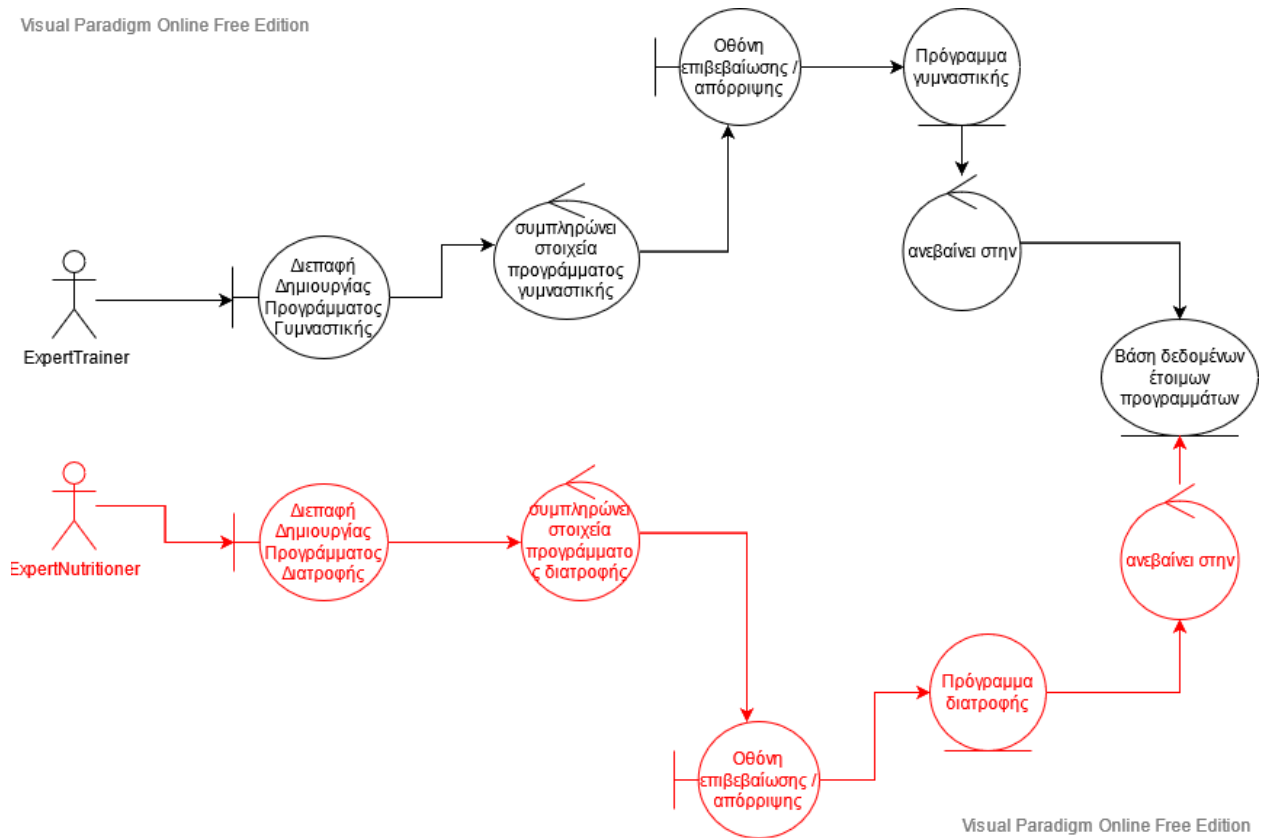 Visual Paradigm Online Free Edition
Οθόνη
επιβεβαίωσης /
απόρριψης
Πρόγραμμα
γυμναστικής
συμπληρώνει
στοιχεία
προγράμματος
γυμναστικής
ανεβαίνει στην
Διεπαφή
Δημιουργίας
Προγράμματος
Γυμναστικής
ExpertTrainer
Βάση δεδομένων
έτοιμων
προγραμμάτων
Διεπαφή
Δημιουργίας
Προγράμματος
Διατροφής
ExpertNutritioner
συμπληρώνει
στοιχεία
προγράμματο
ς διατροφής
ανεβαίνει στην
Πρόγραμμα
διατροφής
Οθόνη
επιβεβαίωσης /
απόρριψης
Visual Paradigm Online Free Edition